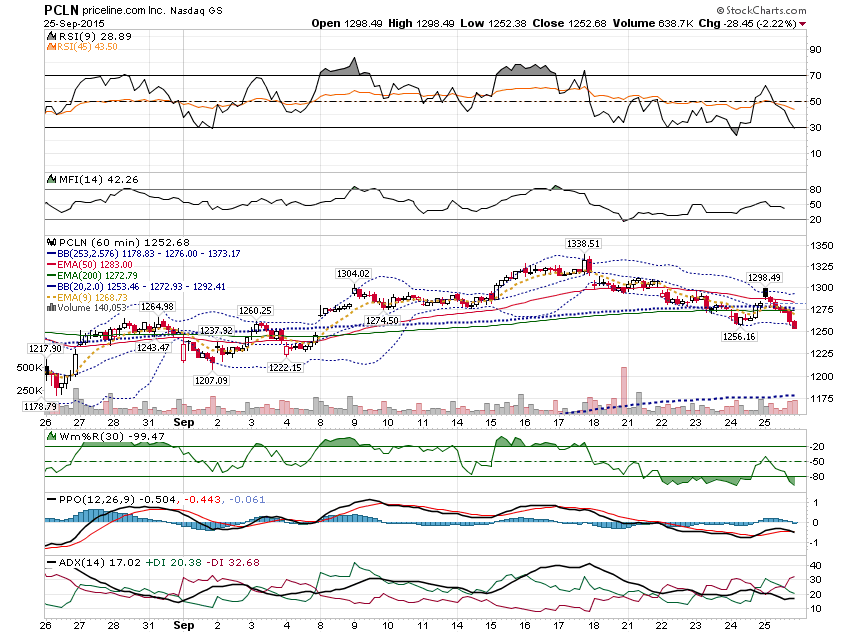 PCLN priceline.com Inc. Nasdaq GS © StockCharts.com
25-Sep-2015 Open 1298.49 High 1298.49 Low 1252.38 Close 1252.68 Volume 638.7K Chg -28.45 (-2.22%)
RSI(9) 28.89
RSI(45) 43.50
90
70
50
30
10
MFI(14) 42.26
80
50
20
PCLN (60 min) 1252.68
BB(253,2.576) 1178.83 - 1276.00 - 1373.17
EMA(50) 1283.00
EMA(200) 1272.79
BB(20,2.0) 1253.46 - 1272.93 - 1292.41
EMA(9) 1268.73
Volume 140,053
1338.51
1304.02
1298.49
1264.98
1260.25
1237.92
1274.50
1256.16
1217.90
1243.47
1222.15
1207.09
1178.79
500K
250K
1350
1325
1300
1275
1250
1225
1200
1175
26 27 28 31 Sep 2 3 4 8 9 10 11 14 15 16 17 18 21 22 23 24 25
Wm%R(30) -99.47
-20
-50
-80
PPO(12,26,9) -0.504, -0.443, -0.061
1
0
-1
ADX(14) 17.02 +DI 20.38 -DI 32.68
40
30
20
10
26 27 28 31 Sep 2 3 4 8 9 10 11 14 15 16 17 18 21 22 23 24 25